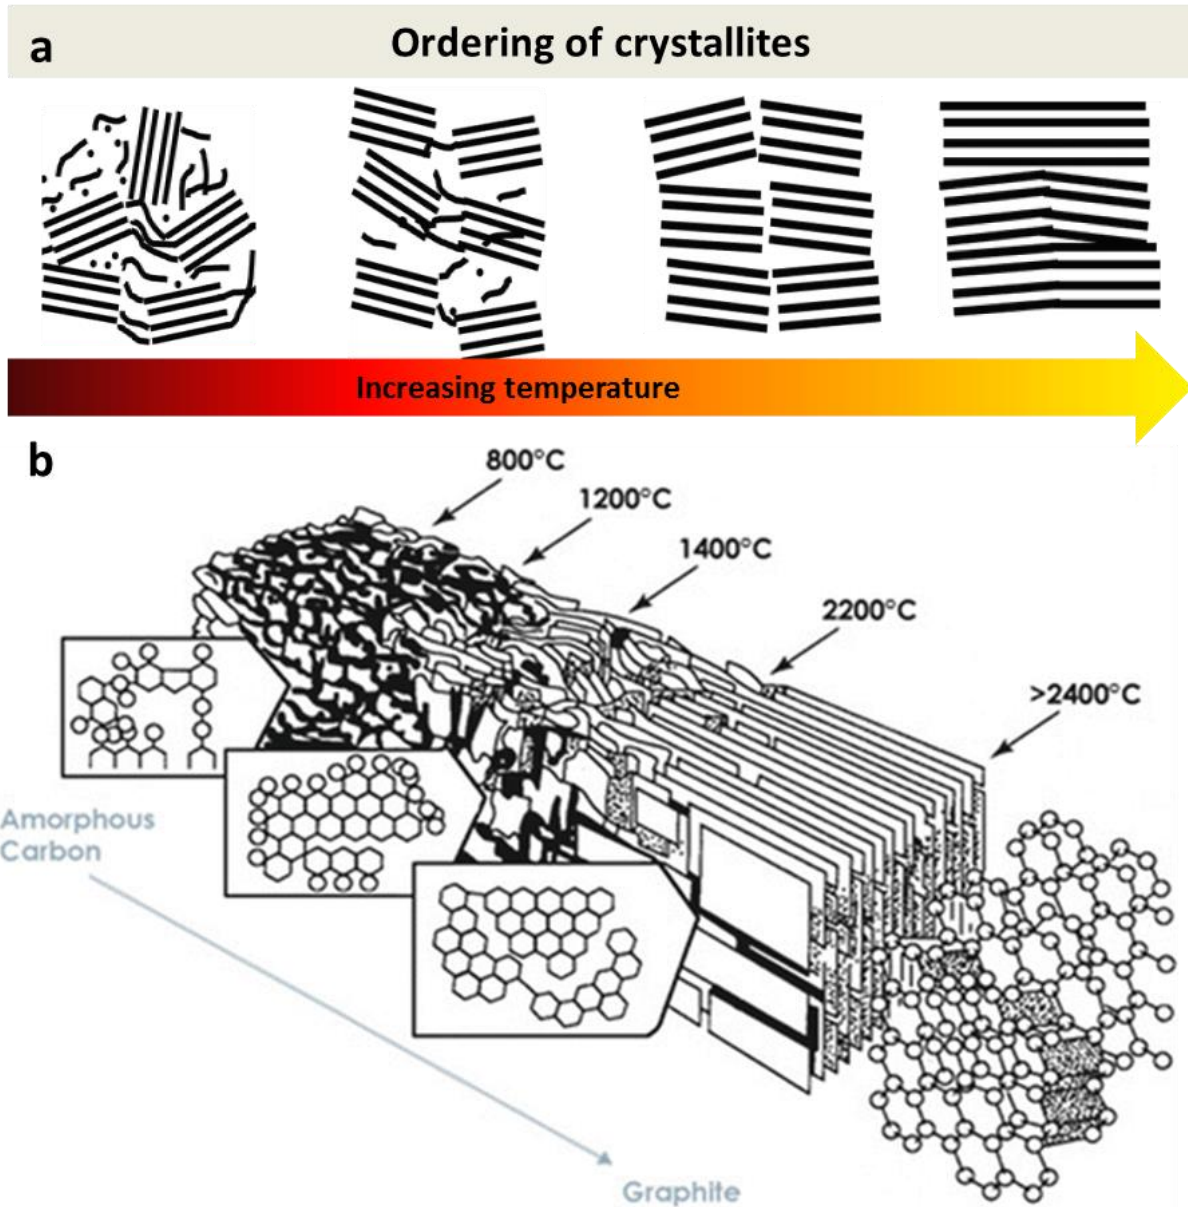 a
Ordering of crystallites
Increasing temperature
b
800°C
1200°C
1400°C
2200°C
>2400°C
Amorphous
Carbon
Graphite